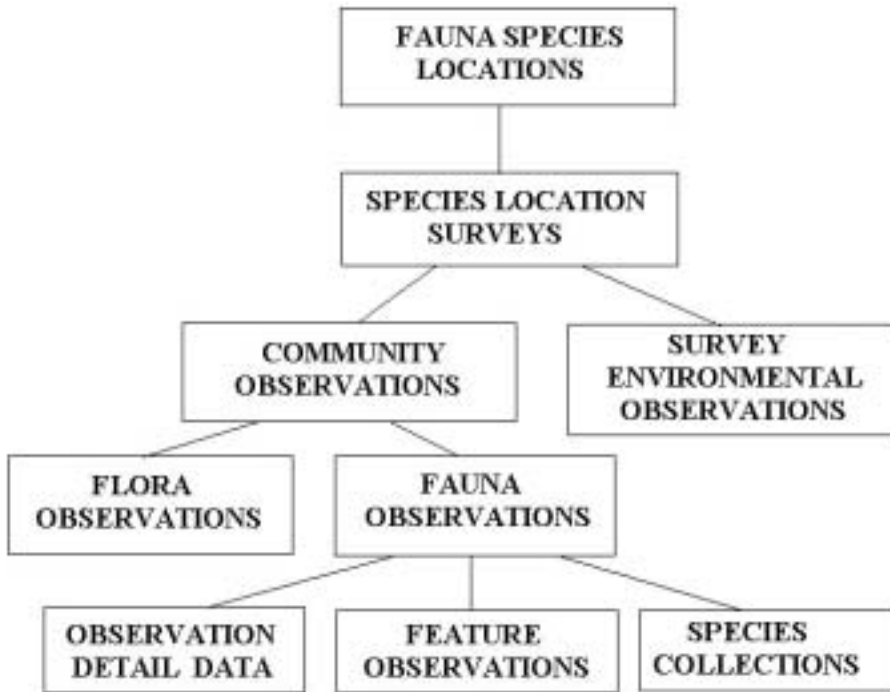 FAUNA SPECIES
LOCATIONS
SPECIES LOCATION
SURVEYS
COMMUNITY
OBSERVATIONS
SURVEY
ENVIRONMENTAL
OBSERVATIONS
FLORA
OBSERVATIONS
FAUNA
OBSERVATIONS
OBSERVATION
DETAIL DATA
FEATURE
OBSERVATIONS
SPECIES
COLLECTIONS